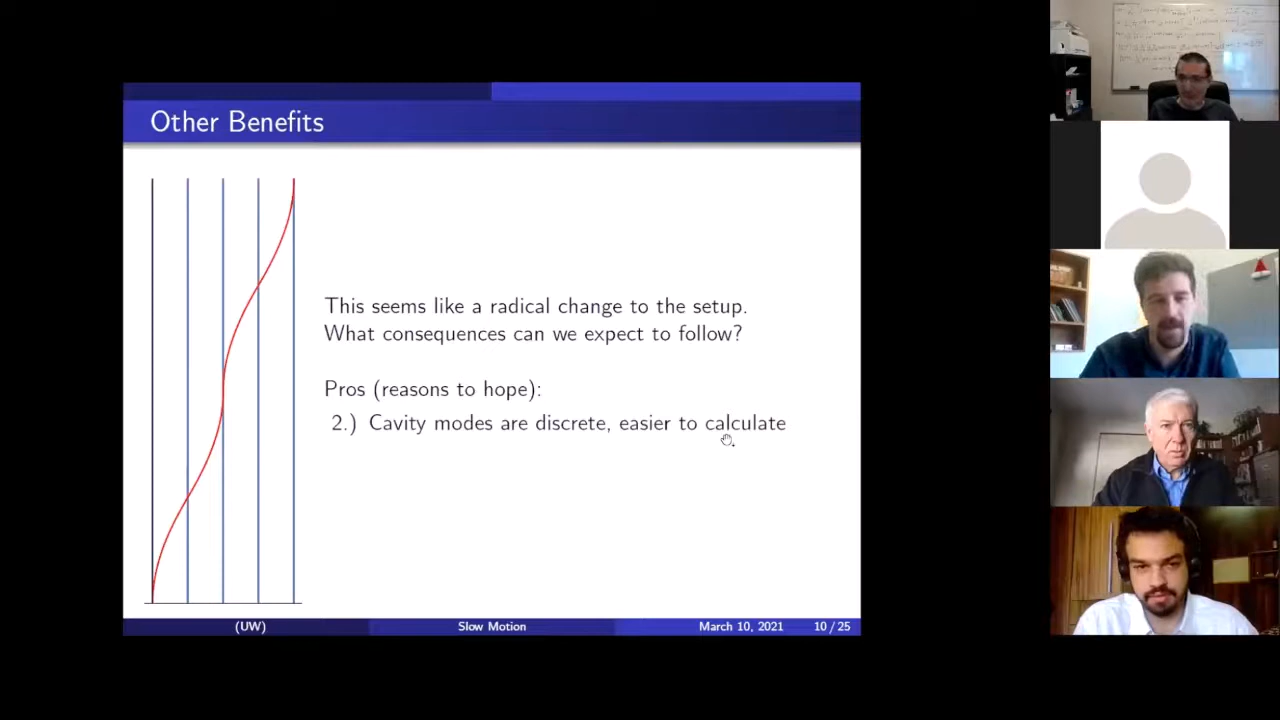 Other Benefits
This seems like a radical change to the setup.
What consequences can we expect to follow?
Pros (reasons to hope):
2.) Cavity modes are discrete, easier to calculate
(UW) Slow Motion March 10, 2021 10 / 25